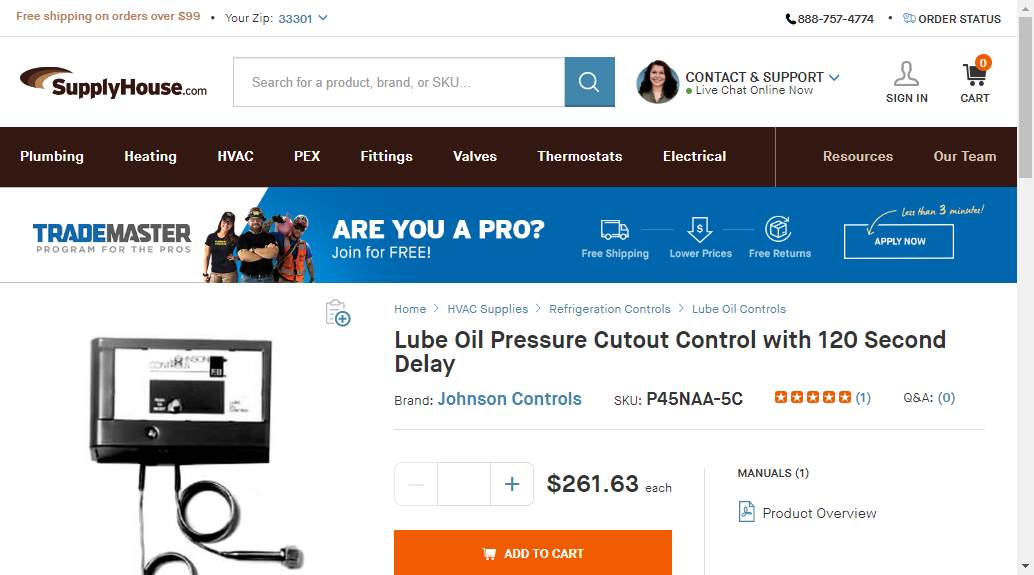 Free shipping on orders over $99 • Your Zip: 33301
888-757-4774 • ORDER STATUS
SupplyHouse.com
Search for a product, brand, or SKU...
CONTACT & SUPPORT
Live Chat Online Now
SIGN IN
0
CART
Plumbing Heating HVAC PEX Fittings Valves Thermostats Electrical Resources Our Team
TRADEMASTER
PROGRAM FOR THE PROS
ARE YOU A PRO?
Join for FREE!
Free Shipping
Lower Prices
Free Returns
less than 3 minutes!
APPLY NOW
Home > HVAC Supplies > Refrigeration Controls > Lube Oil Controls
Lube Oil Pressure Cutout Control with 120 Second
Delay
Brand: Johnson Controls SKU: P45NAA-5C (1) Q&A: (0)
JOHNSON
CONTROLS
$261.63 each
ADD TO CART
MANUALS (1)
Product Overview